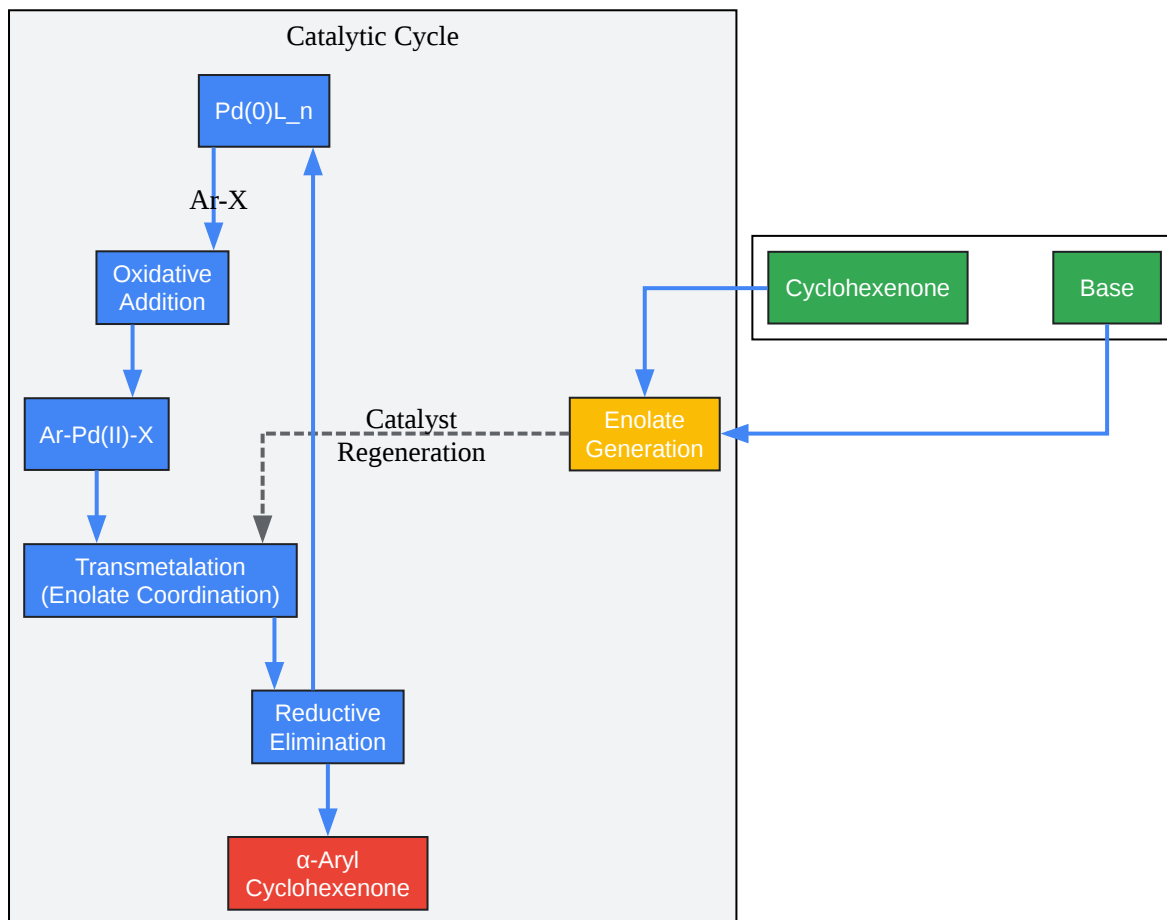 Catalytic Cycle
Pd(0)L_n
Ar-X
Oxidative
Addition
Cyclohexenone
Base
Ar-Pd(II)-X
Catalyst
Regeneration
Enolate
Generation
Transmetalation
(Enolate Coordination)
Reductive
Elimination
α-Aryl
Cyclohexenone